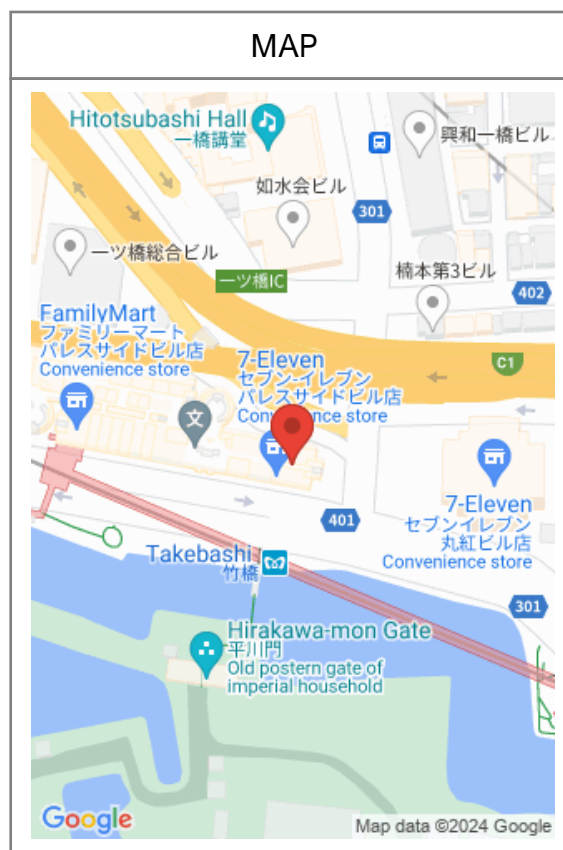 MAP
Hitotsubashi Hall
一橋講堂
興和一橋ビル
如水会ビル
301
一ツ橋総合ビル
楠本第3ビル
一ツ橋IC
402
FamilyMart
ファミリーマート
パレスサイドビル店
Convenience store
7-Eleven
セブン-イレブン
パレスサイドビル店
Convenience store
C1
文
7-Eleven
セブンイレブン
丸紅ビル店
Convenience store
401
Takebashi
竹橋
301
Hirakawa-mon Gate
平川門
Old postern gate of
imperial household
Google
Map data ©2024 Google